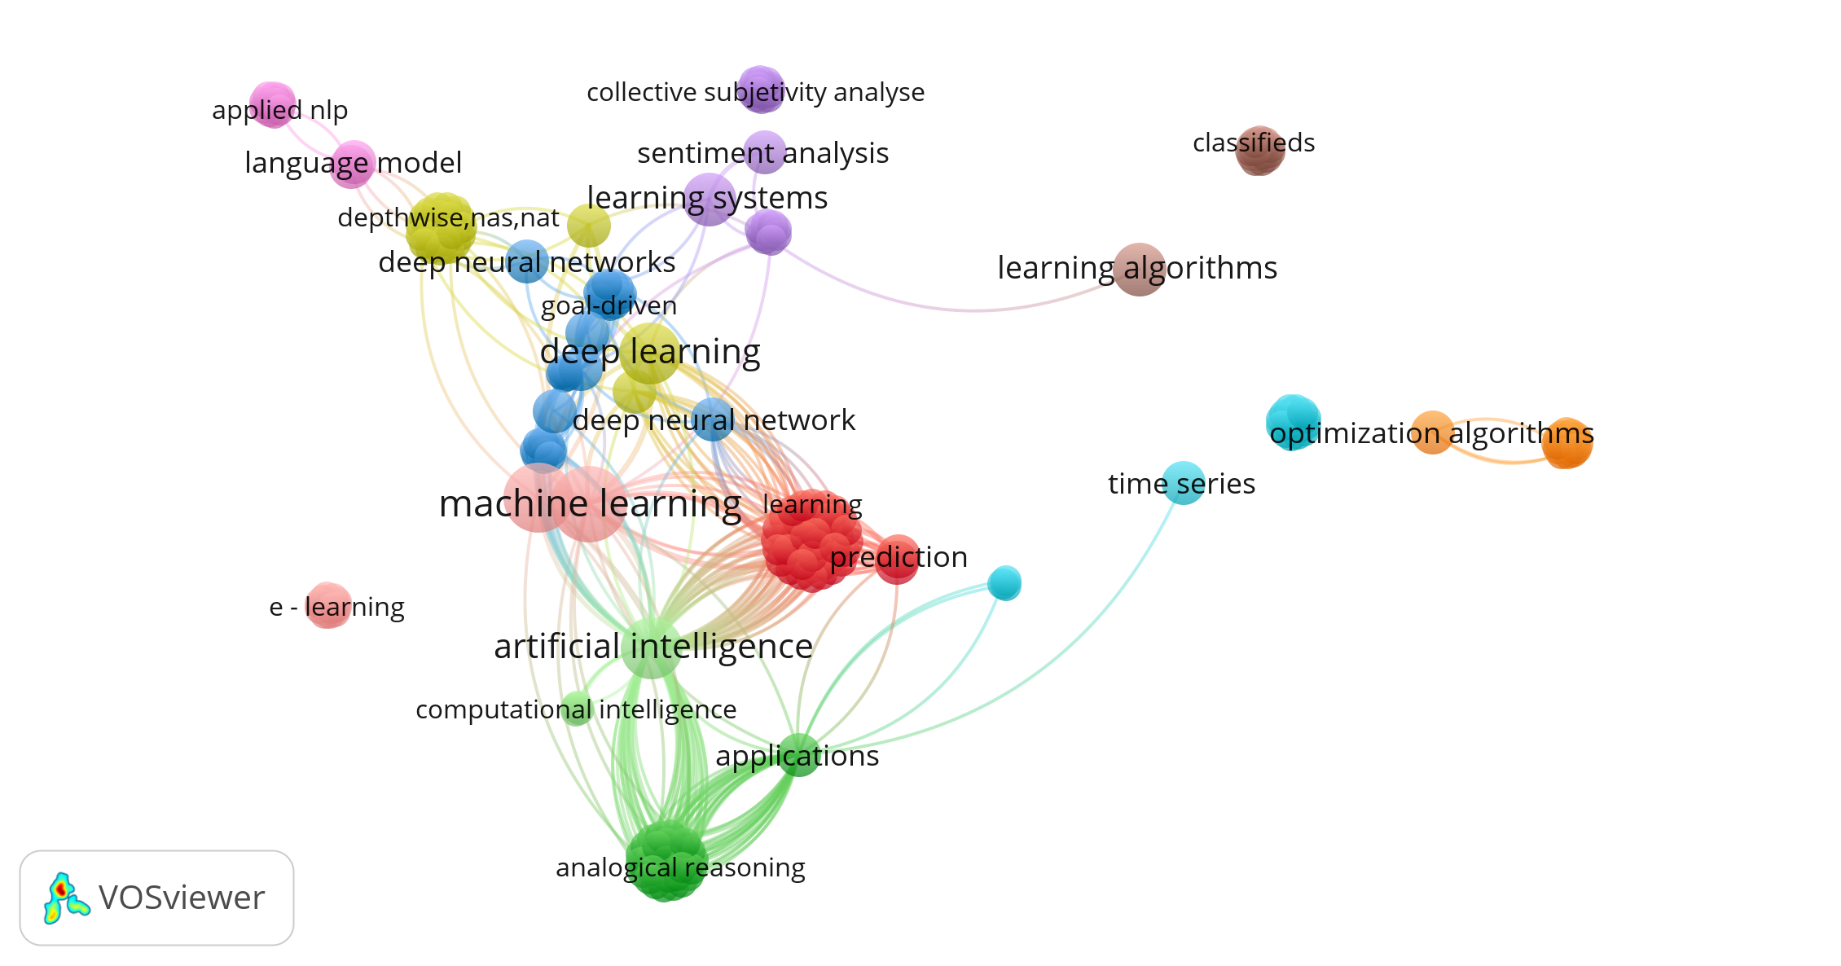 collective subjetivity analyse
applied nlp
classifieds
sentiment analysis
language model
learning systems
depthwise,nas,nat
deep neural networks
learning algorithms
goal-driven
deep learning
deep neural network
optimization algorithms
time series
machine learning
learning
prediction
e - learning
artificial intelligence
computational intelligence
applications
analogical reasoning
VOSviewer